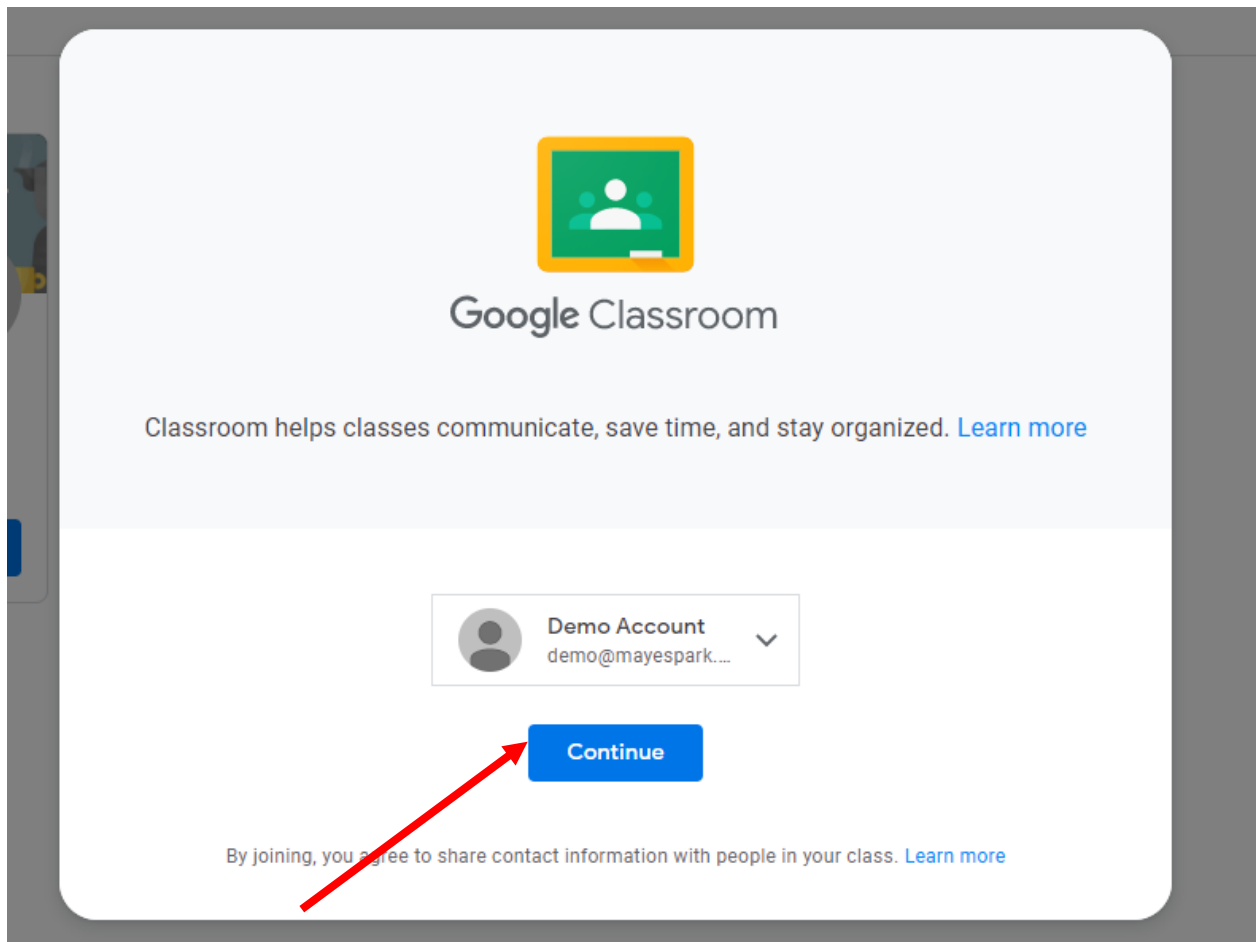 Google Classroom
Classroom helps classes communicate, save time, and stay organized. Learn more
Demo Account
demo@mayespark....
Continue
By joining, you agree to share contact information with people in your class. Learn more